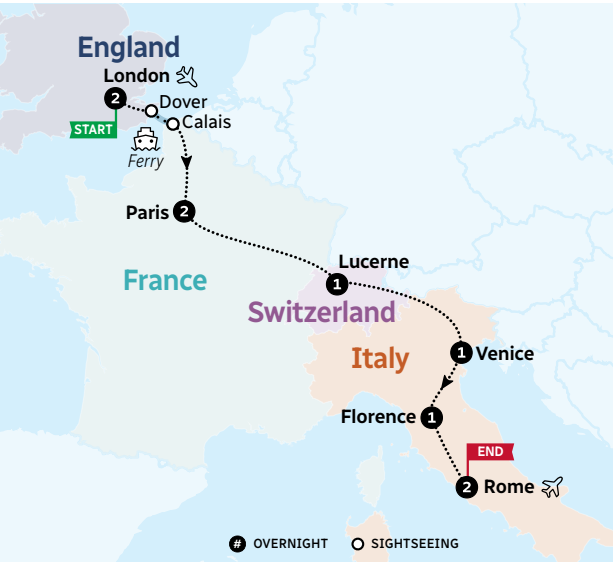 England
London
2
Dover
Calais
START
Ferry
Paris 2
Lucerne
1
France
Switzerland
Italy
1 Venice
Florence 1
END
2 Rome
# OVERNIGHT
SIGHTSEEING